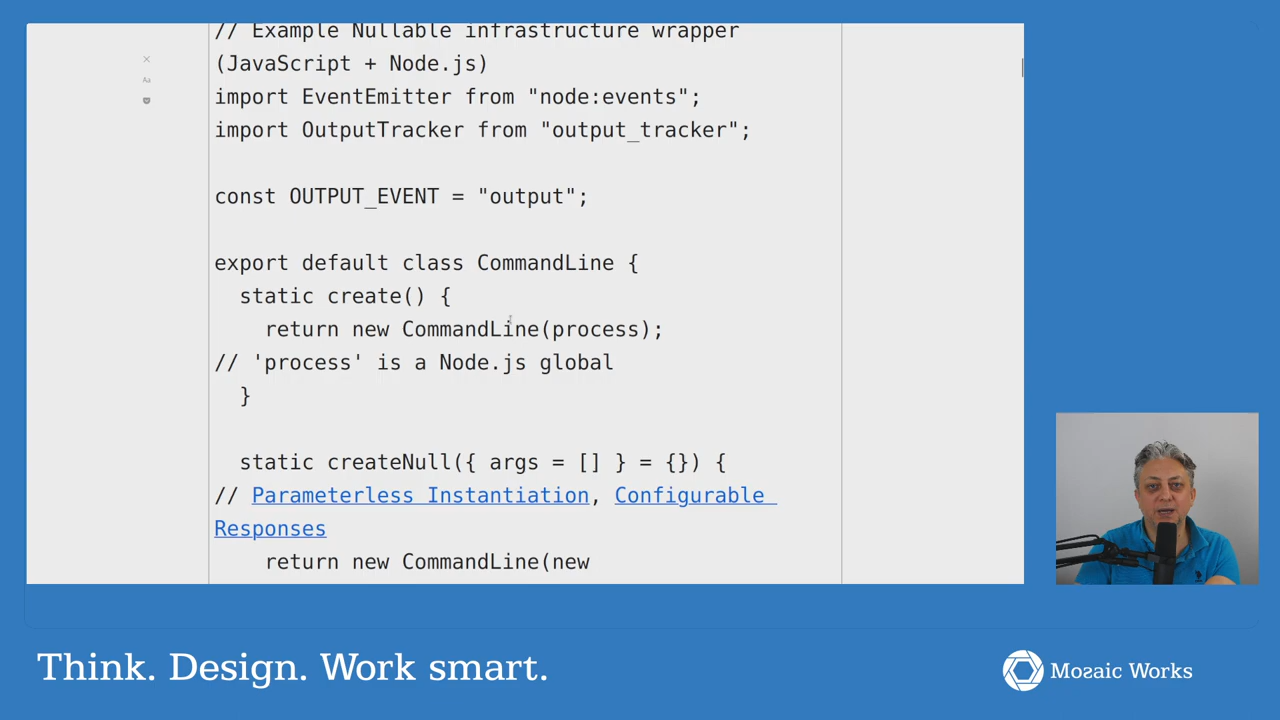 // Example Nullable infrastructure wrapper
(JavaScript + Node.js)
import EventEmitter from "node:events";
import OutputTracker from "output_tracker";
const OUTPUT_EVENT = "output";
export default class CommandLine {
static create() {
return new CommandLine(process);
// 'process' is a Node.js global
}
static createNull({ args = [] } = {}) {
// Parameterless Instantiation, Configurable
Responses
return new CommandLine(new
Aa
Think. Design. Work smart.
Mosaic Works